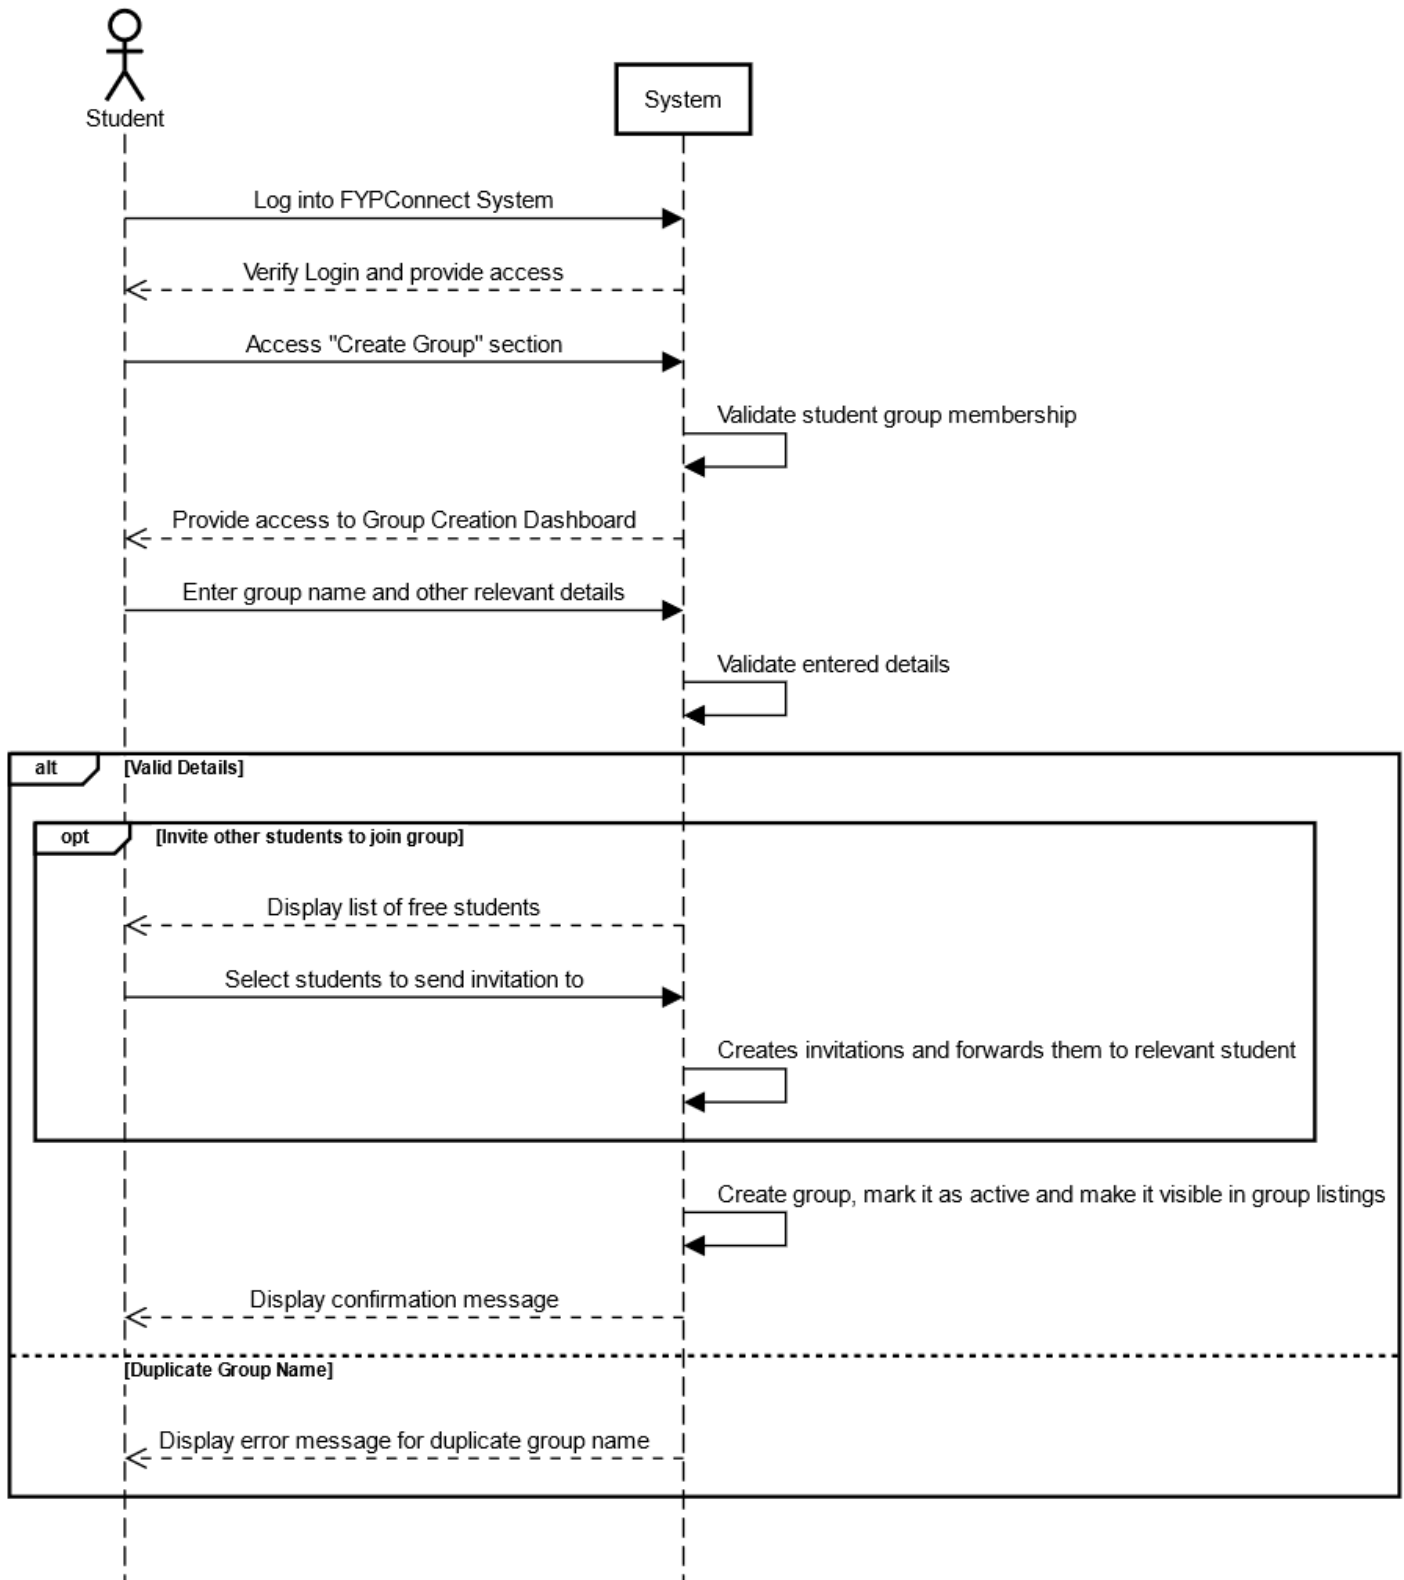 Student
System
Log into FYPConnect System
Verify Login and provide access
Access "Create Group" section
Validate student group membership
Provide access to Group Creation Dashboard
Enter group name and other relevant details
Validate entered details
alt [Valid Details]
opt [Invite other students to join group]
Display list of free students
Select students to send invitation to
Creates invitations and forwards them to relevant student
Create group, mark it as active and make it visible in group listings
Display confirmation message
[Duplicate Group Name]
Display error message for duplicate group name